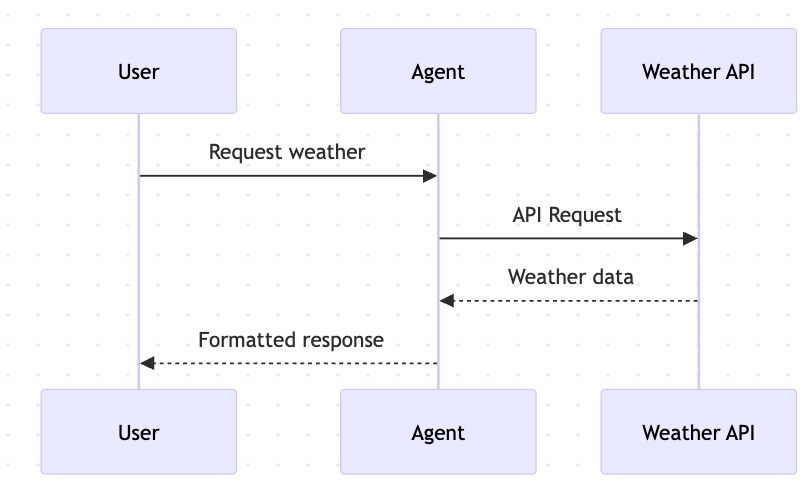 User
Agent
Weather API
Request weather
API Request
Weather data
Formatted response
User
Agent
Weather API